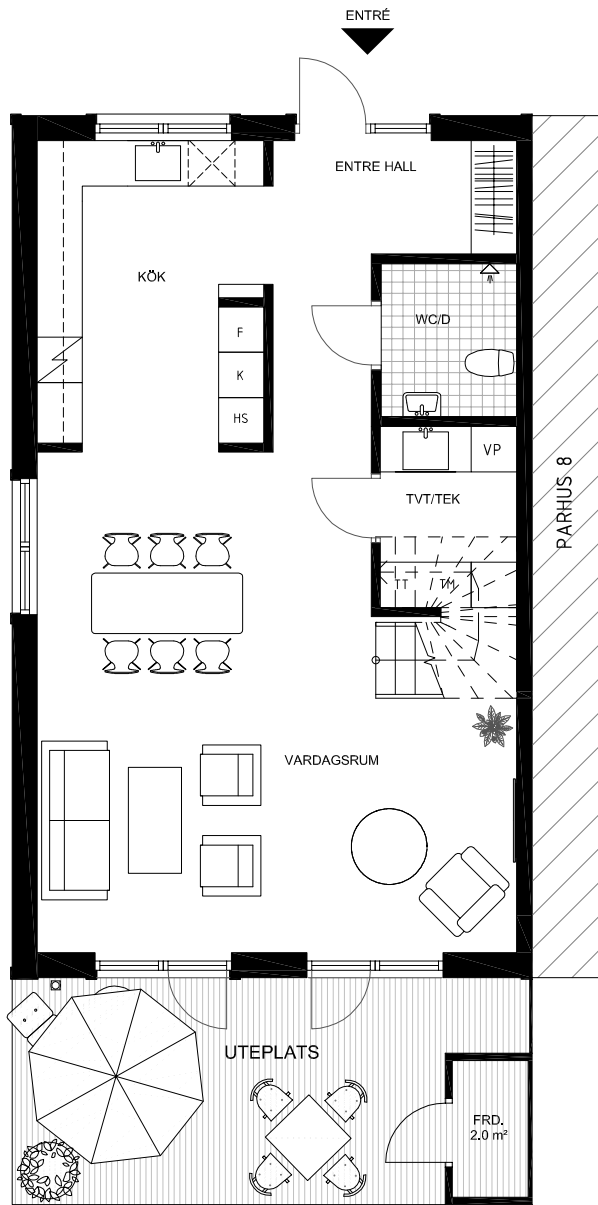 ENTRÉ
ENTRE HALL
KÖK
WC/D
F
K
HS
VP
PARHUS 8
TVT/TEK
TT
TM
VARDAGSRUM
UTEPLATS
FRD.
2.0 m²